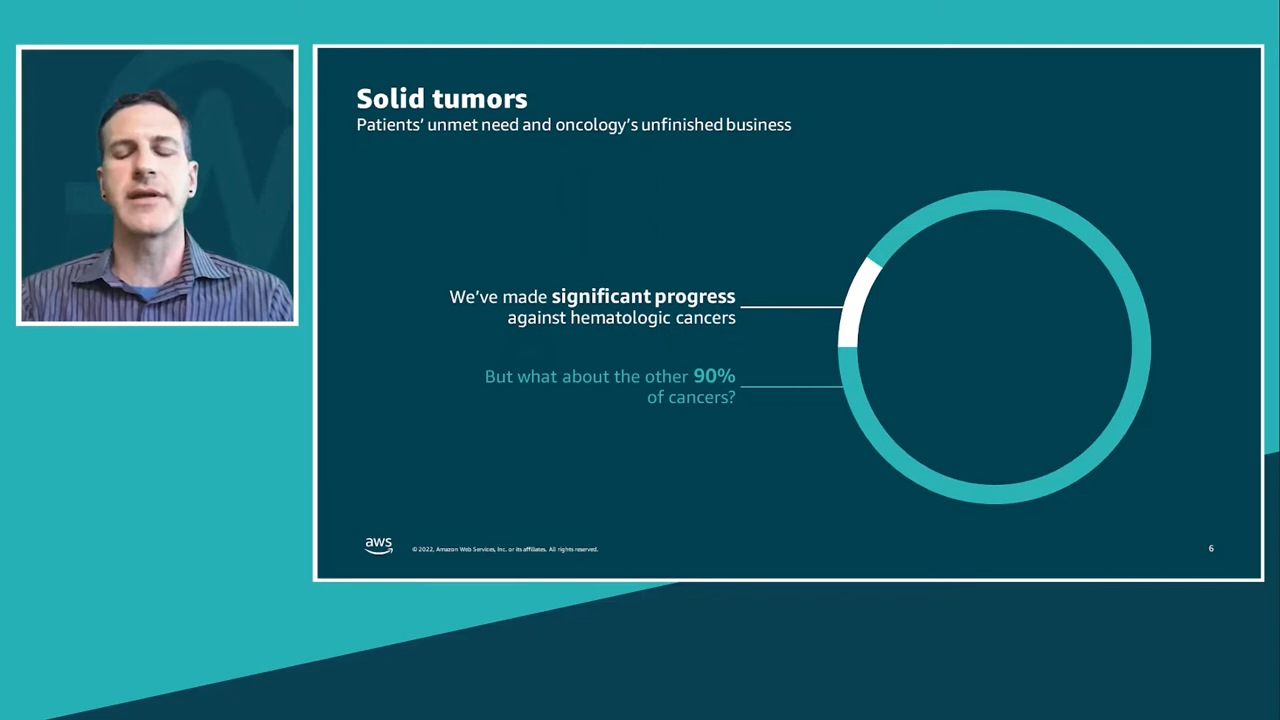 Solid tumors
Patients’ unmet need and oncology’s unfinished business
We’ve made significant progress
against hematologic cancers
But what about the other 90%
of cancers?
aws
© 2022, Amazon Web Services, Inc. or its affiliates. All rights reserved.
6